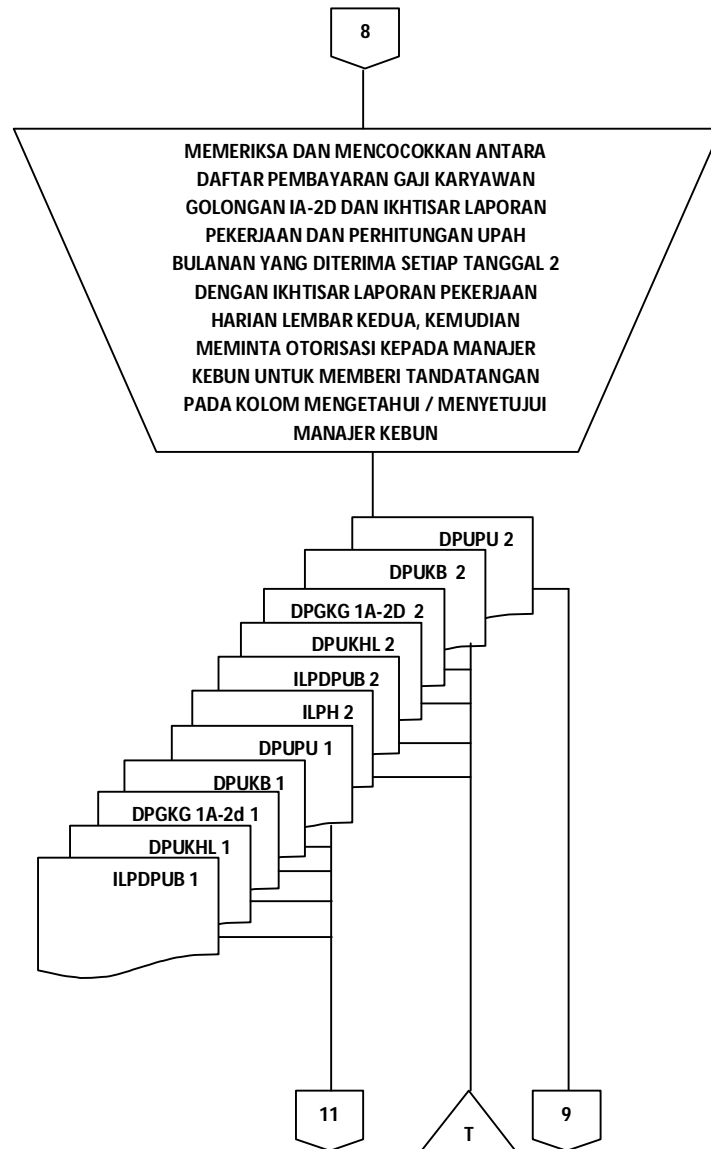 8
MEMERIKSA DAN MENCOCOKKAN ANTARA
DAFTAR PEMBAYARAN GAJI KARYAWAN
GOLONGAN IA-2D DAN IKHTISAR LAPORAN
PEKERJAAN DAN PERHITUNGAN UPAH
BULANAN YANG DITERIMA SETIAP TANGGAL 2
DENGAN IKHTISAR LAPORAN PEKERJAAN
HARIAN LEMBAR KEDUA, KEMUDIAN
MEMINTA OTORISASI KEPADA MANAJER
KEBUN UNTUK MEMBERI TANDATANGAN
PADA KOLOM MENGETAHUI / MENYETUJUI
MANAJER KEBUN
DPUPU 2
DPUKB 2
DPGKG 1A-2D 2
DPUKHL 2
ILPDPUB 2
ILPH 2
DPUPU 1
DPUKB 1
DPGKG 1A-2d 1
DPUKHL 1
ILPDPUB 1
11
T
9